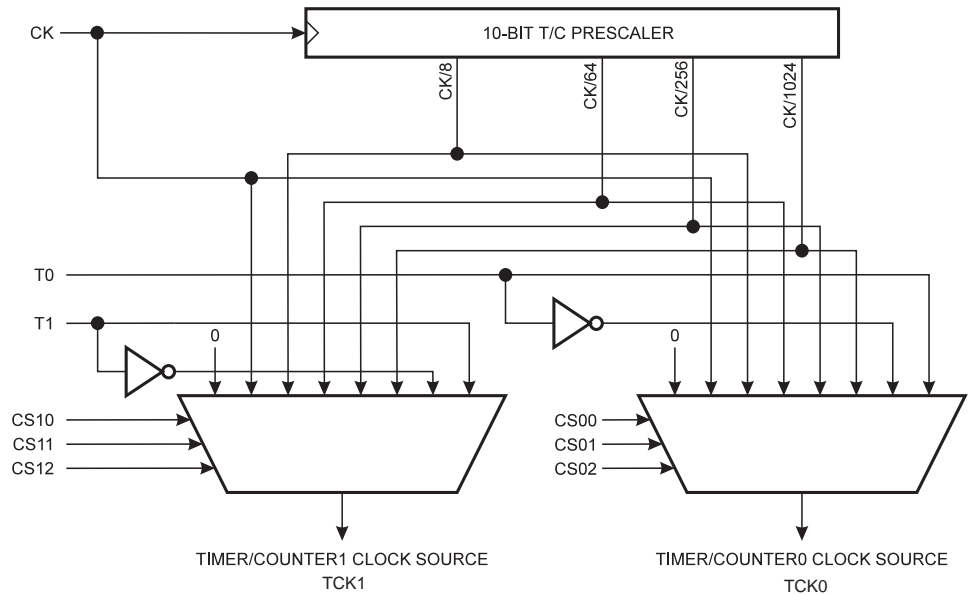 CK
10-BIT T/C PRESCALER
CK/8
CK/64
CK/256
CK/1024
T0
T1
0
0
CS10
CS11
CS12
CS00
CS01
CS02
TIMER/COUNTER1 CLOCK SOURCE
TCK1
TIMER/COUNTER0 CLOCK SOURCE
TCK0